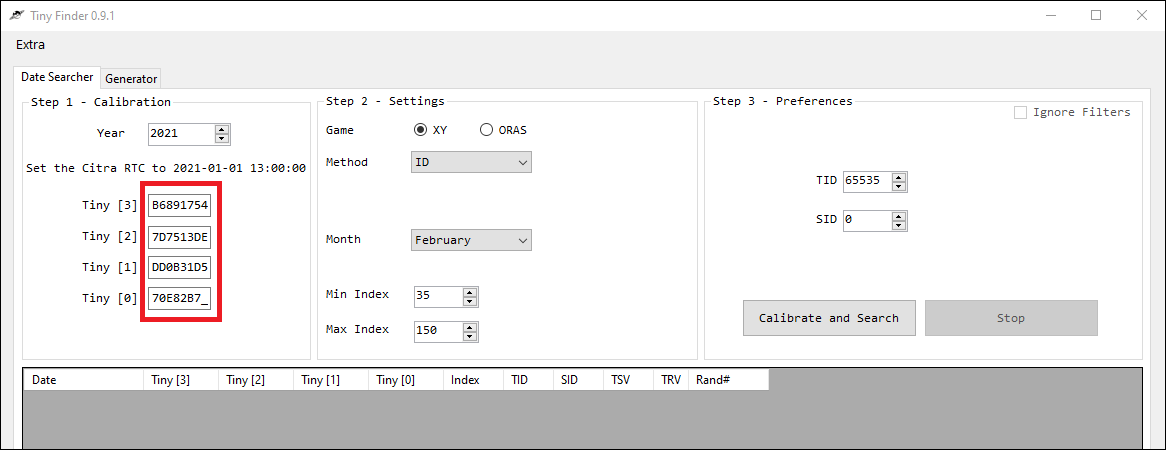 Tiny Finder 0.9.1
Extra
Date Searcher Generator
Step 1 - Calibration
Year 2021
Set the Citra RTC to 2021-01-01 13:00:00
Tiny [3] B6891754
Tiny [2] 7D7513DE
Tiny [1] DD0B31D5
Tiny [0] 70E82B7_
Step 2 - Settings
Game XY ORAS
Method ID
Month February
Min Index 35
Max Index 150
Step 3 - Preferences
Ignore Filters
TID 65535
SID 0
Calibrate and Search Stop
Date Tiny [3] Tiny [2] Tiny [1] Tiny [0] Index TID SID TSV TRV Rand#